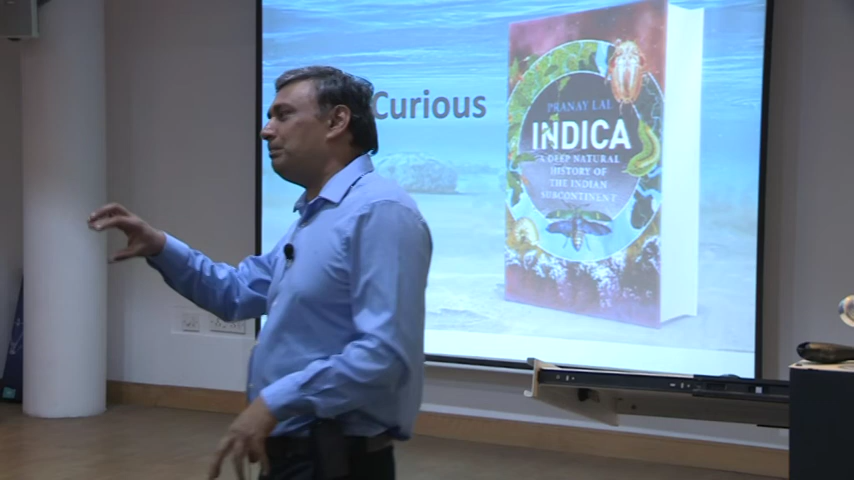 Curious
PRANAY LAL
INDICA
A DEEP NATURAL
HISTORY OF
THE INDIAN
SUBCONTINENT